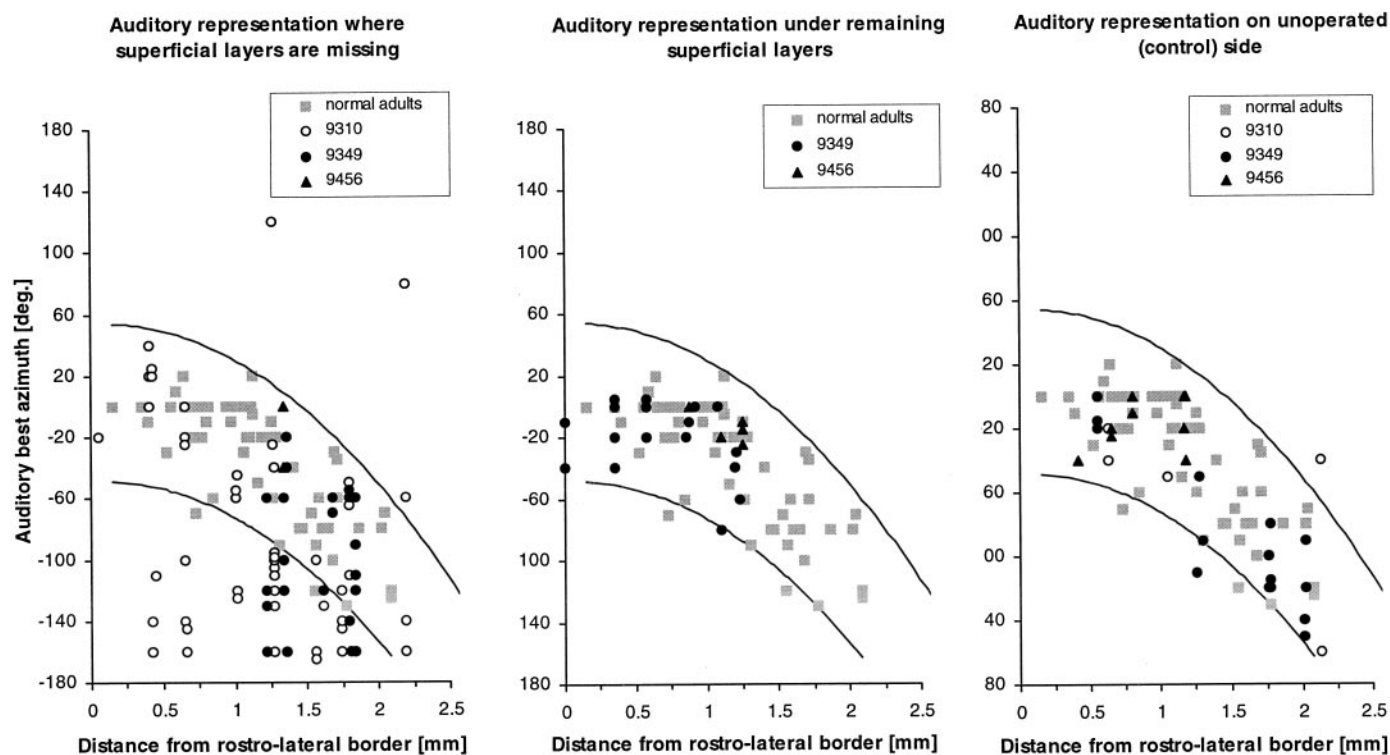 Auditory representation where
superficial layers are missing
normal adults
9310
9349
9456
Auditory best azimuth [deg.]
180
140
100
60
20
-20
-60
-100
-140
-180
0 0.5 1 1.5 2 2.5
Distance from rostro-lateral border [mm]
Auditory representation under remaining
superficial layers
normal adults
9349
9456
180
140
100
60
20
-20
-60
-100
-140
180
0 0.5 1 1.5 2 2.5
Distance from rostro-lateral border [mm]
Auditory representation on unoperated
(control) side
normal adults
9310
9349
9456
80
40
00
60
20
20
60
00
40
80
0 0.5 1 1.5 2 2.5
Distance from rostro-lateral border [mm]